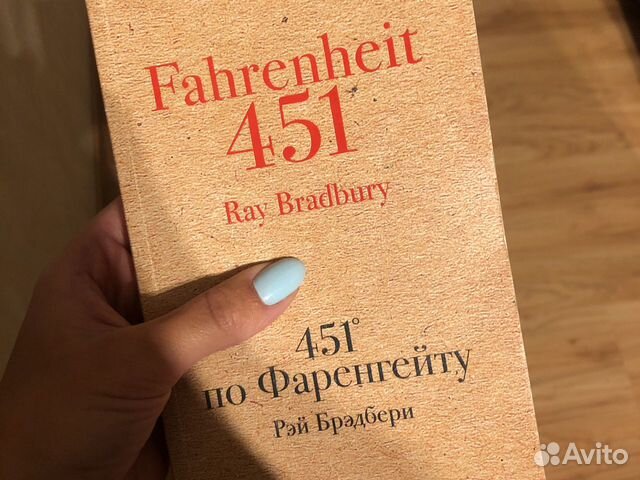 Fahrenheit
451
Ray Bradbury
451°
по Фаренгейту
Рэй Брэдбери
Avito